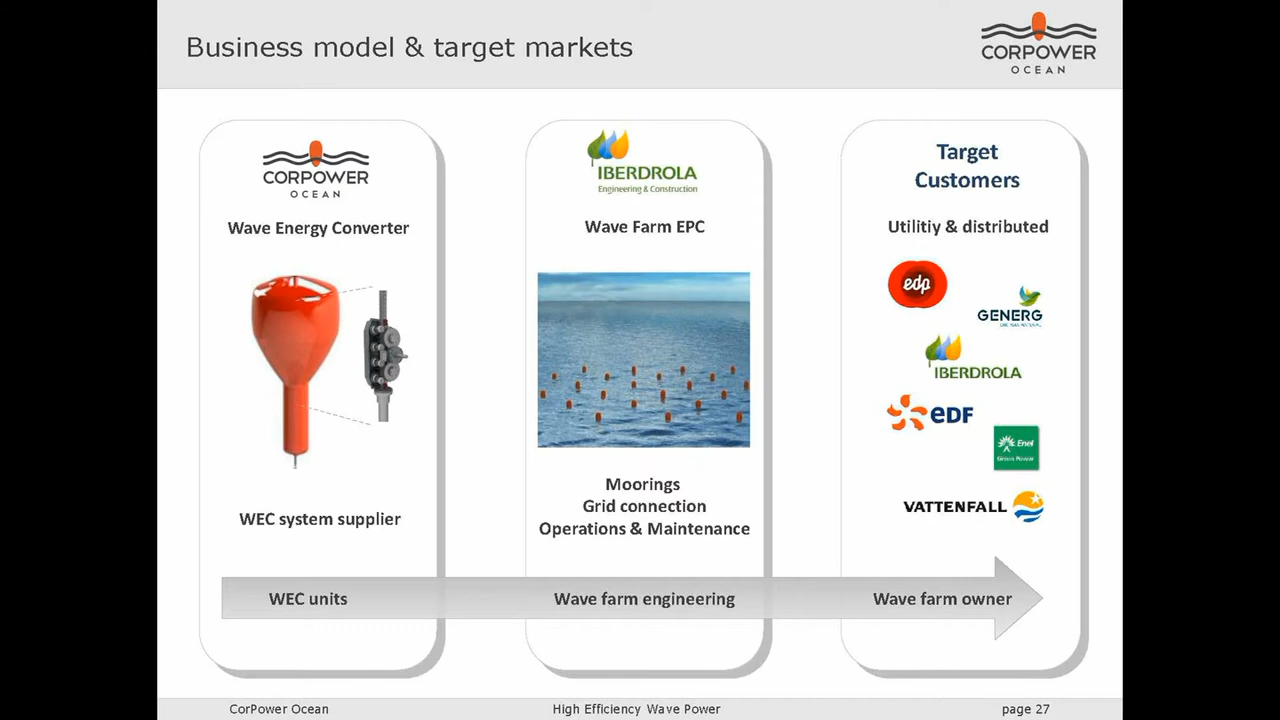 Business model & target markets
CORPOWER
OCEAN
CORPOWER
OCEAN
Wave Energy Converter
WEC system supplier
WEC units
IBERDROLA
Engineering & Construction
Wave Farm EPC
Moorings
Grid connection
Operations & Maintenance
Wave farm engineering
Target
Customers
Utilitiy & distributed
edp
GENERG
IBERDROLA
eDF
Enel
Green Power
VATTENFALL
Wave farm owner
CorPower Ocean
High Efficiency Wave Power
page 27